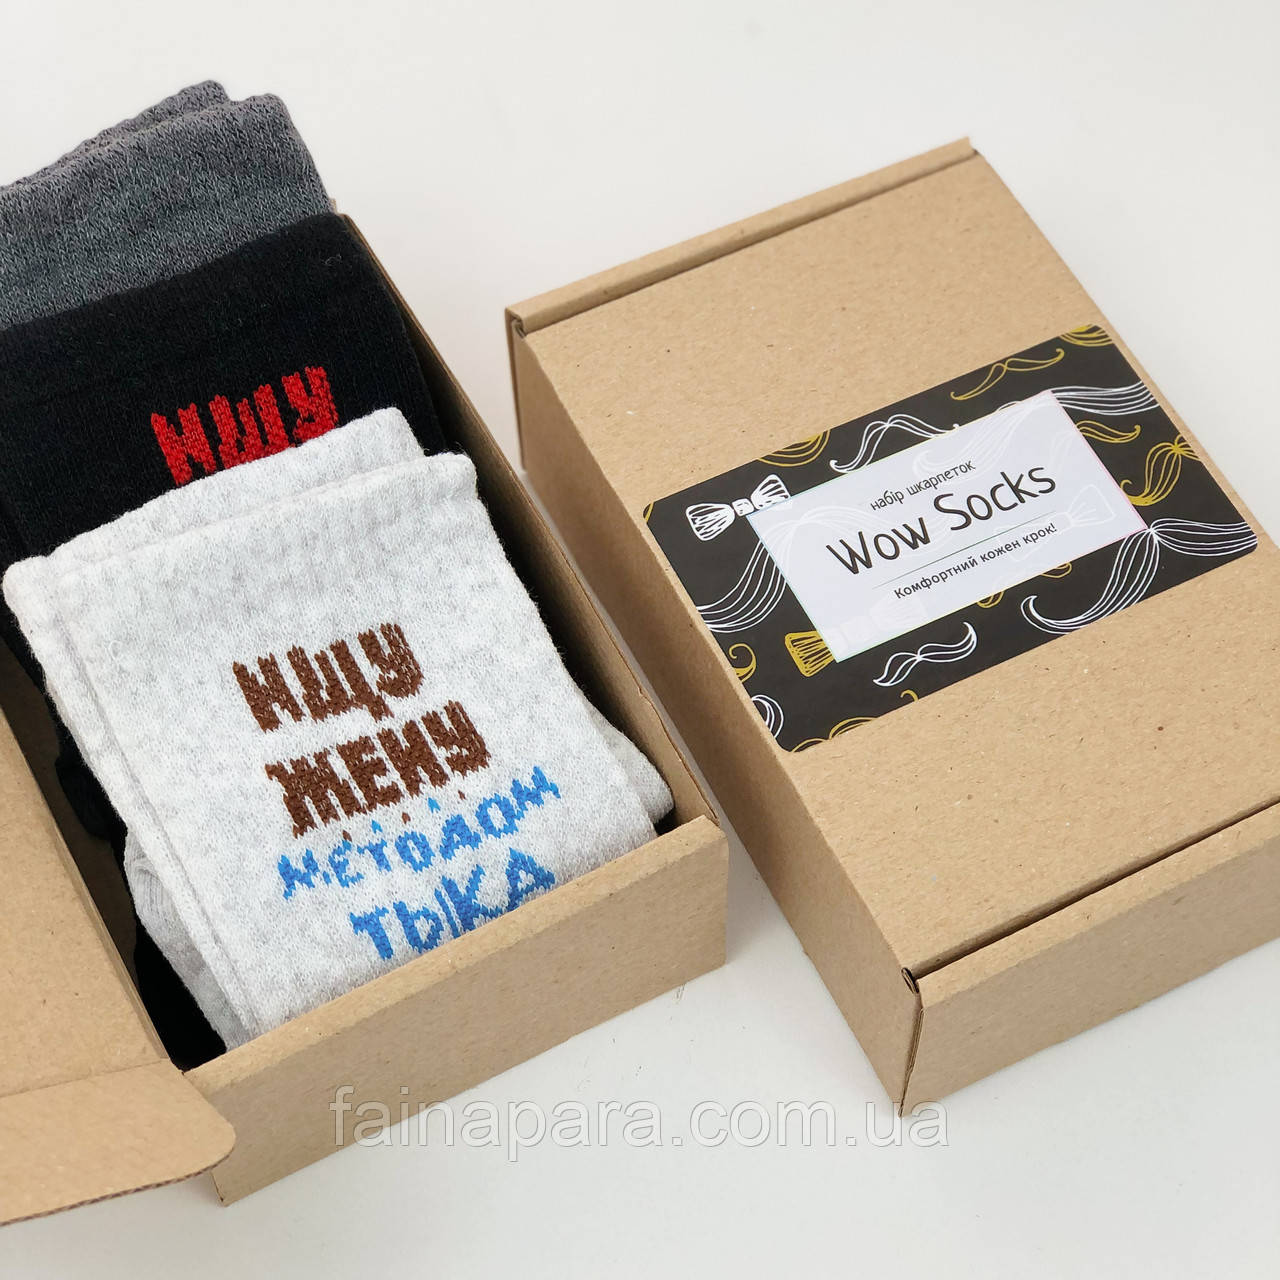 ИЩУ
ИЩУ
ЖЕНУ
МЕТОДОМ
ТЫКА
набір шкарпеток
Wow Socks
Комфортний кожен крок!
fainapara.com.ua